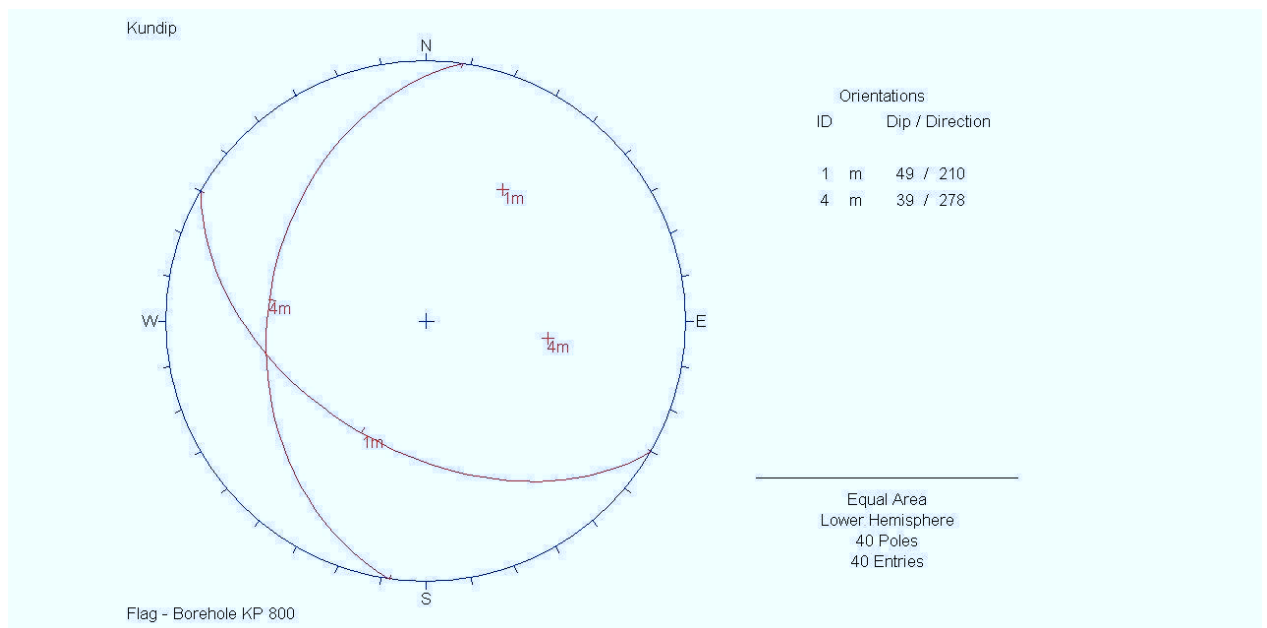 Kundip
N
Orientations
ID Dip / Direction
1 m 49 / 210
4 m 39 / 278
1m
4m
W
E
4m
1m
S
Equal Area
Lower Hemisphere
40 Poles
40 Entries
Flag - Borehole KP 800